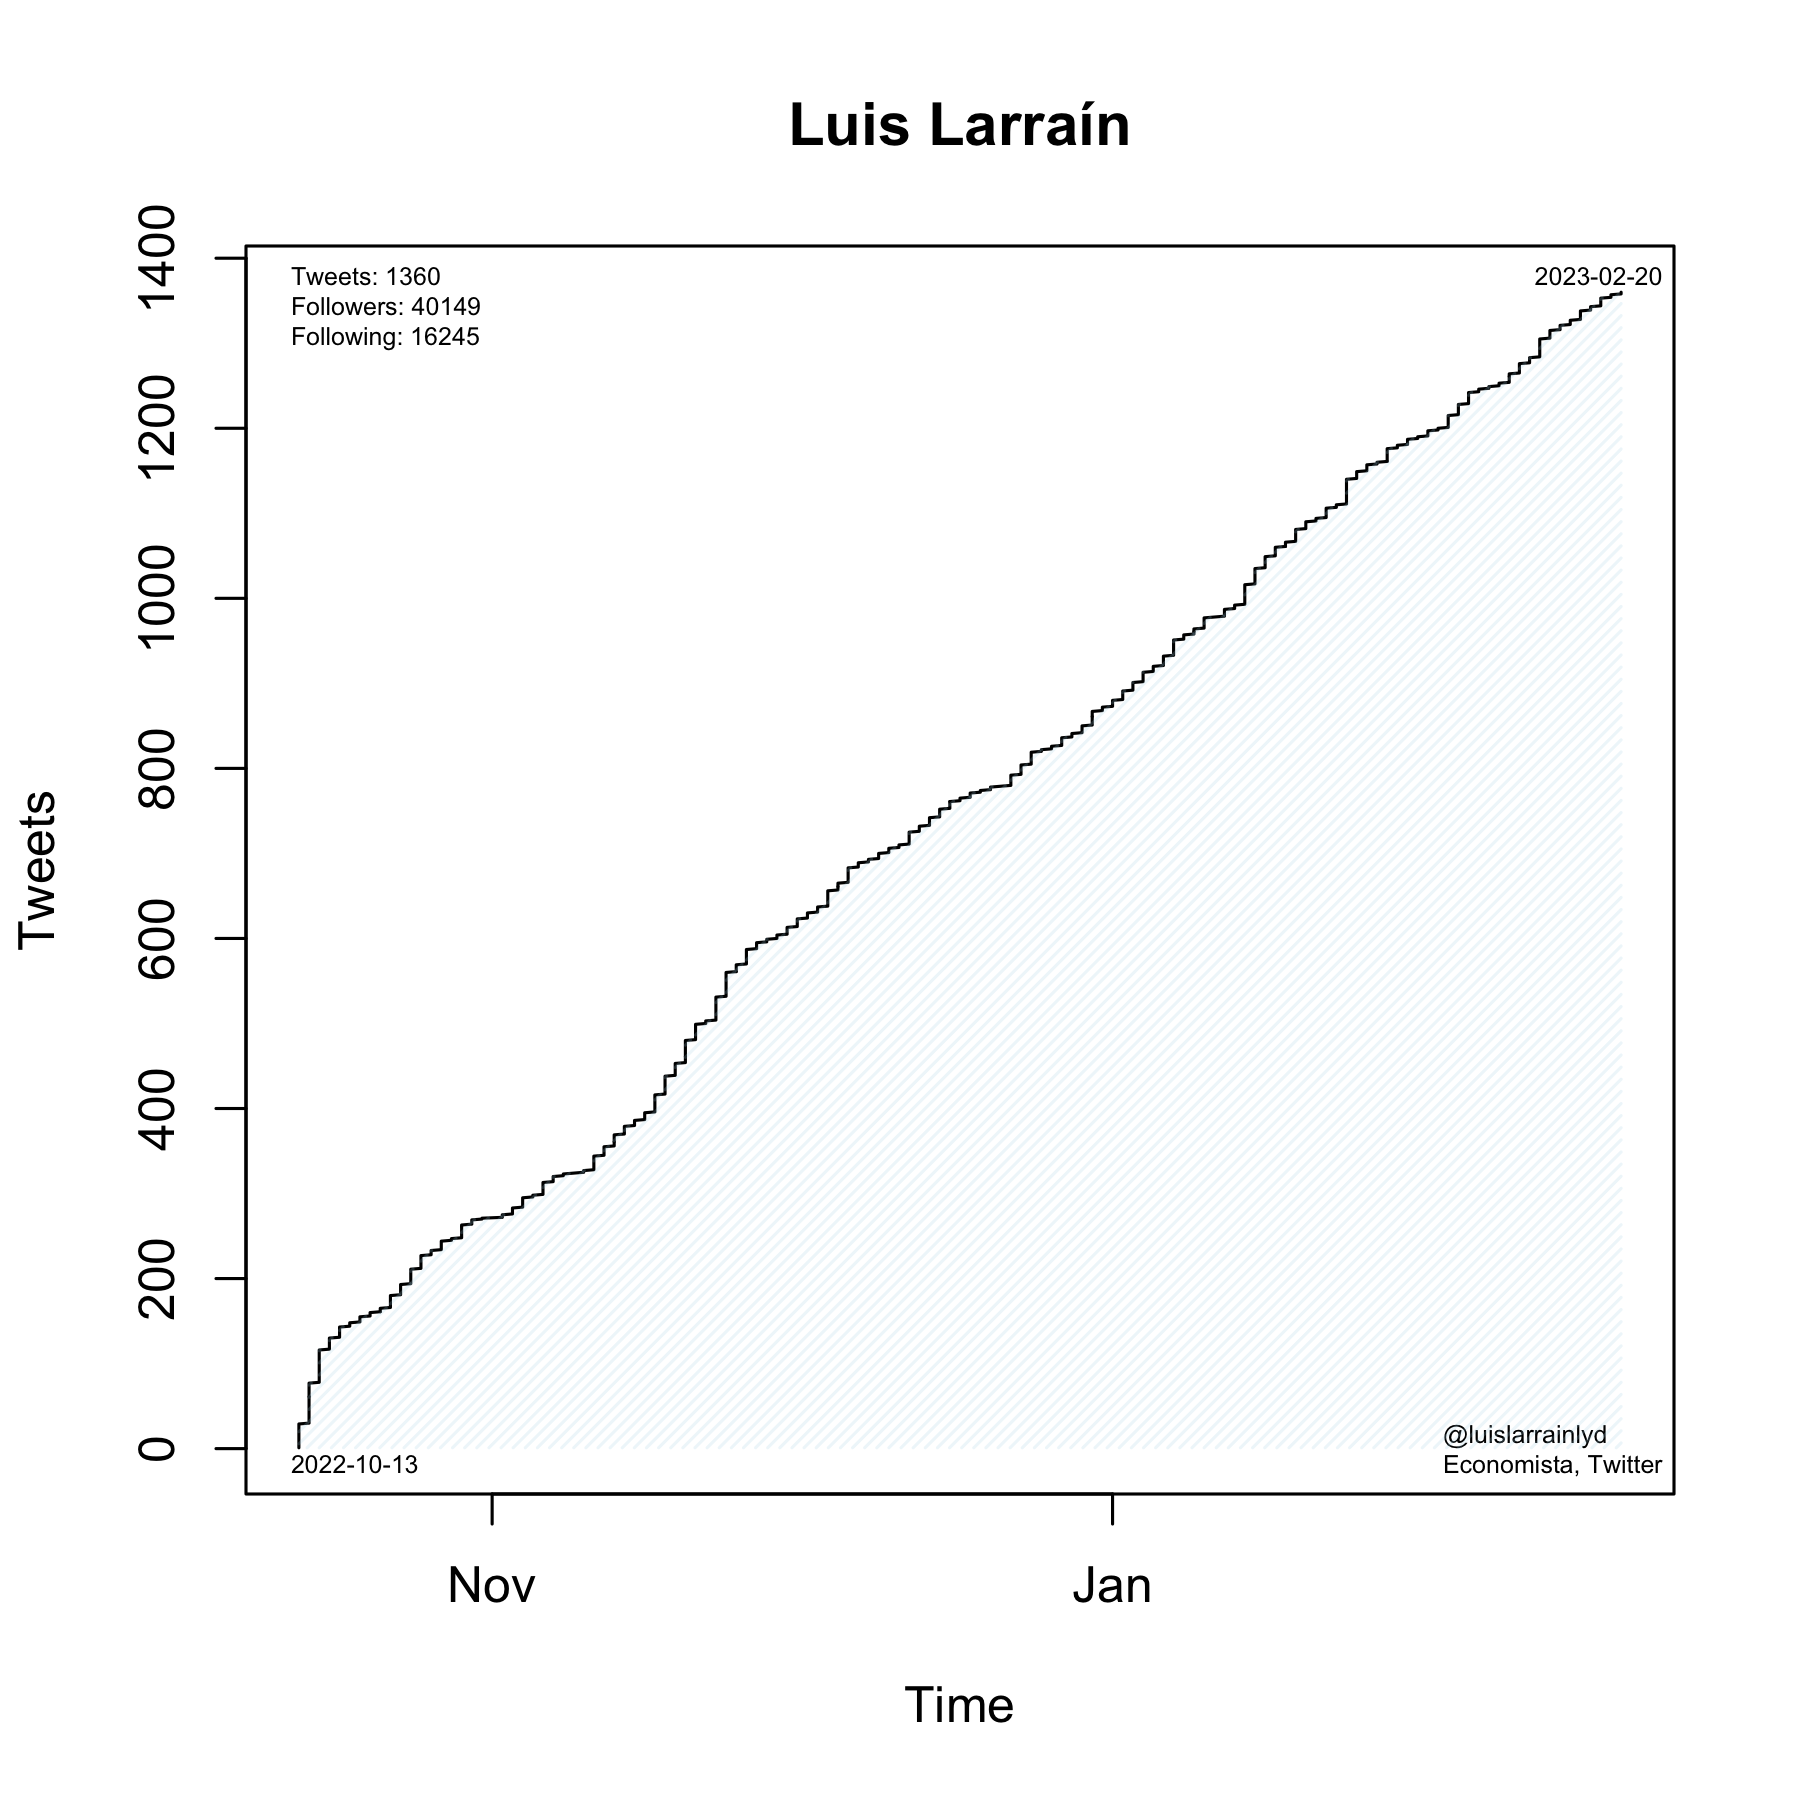 Luis Larraín
Tweets: 1360
Followers: 40149
Following: 16245
2023-02-20
1400
1200
1000
800
600
400
200
0
Tweets
2022-10-13
@luislarrainlyd
Economista, Twitter
Nov
Jan
Time